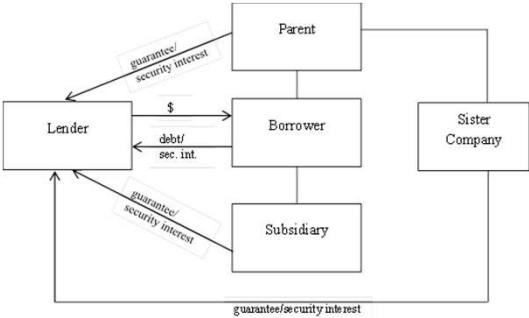 Parent
guarantee/
security interest
$
Lender
Borrower
Sister
Company
debt/
sec. int.
guarantee/
security interest
Subsidiary
guarantee/security interest